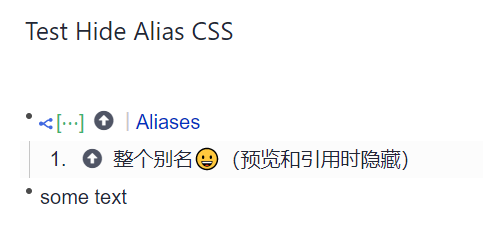 Test Hide Alias CSS
[···] | Aliases
1. 整个别名😀（预览和引用时隐藏）
some text